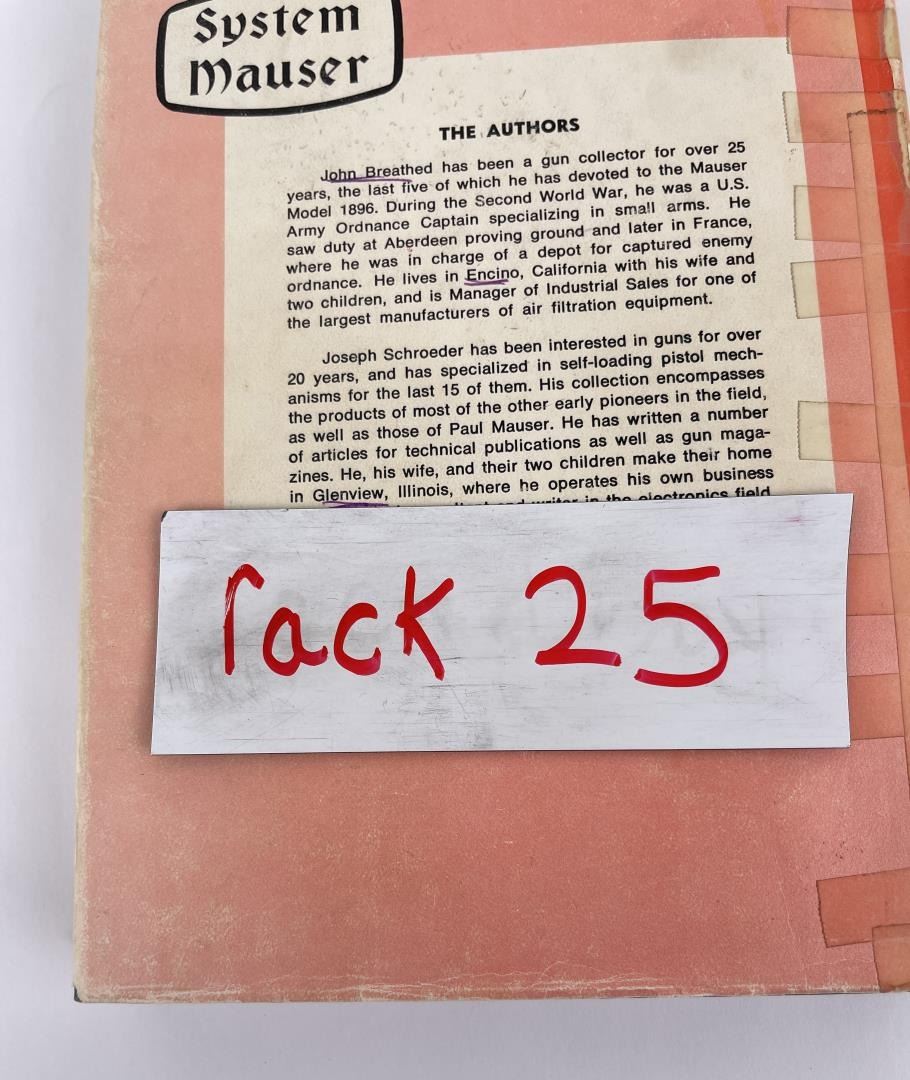 System
Mauser
THE AUTHORS
John Breathed has been a gun collector for over 25
years, the last five of which he has devoted to the Mauser
Model 1896. During the Second World War, he was a U.S.
Army Ordnance Captain specializing in small arms. He
saw duty at Aberdeen proving ground and later in France,
where he was in charge of a depot for captured enemy
ordnance. He lives in Encino, California with his wife and
two children, and is Manager of Industrial Sales for one of
the largest manufacturers of air filtration equipment.
Joseph Schroeder has been interested in guns for over
20 years, and has specialized in self-loading pistol mech-
anisms for the last 15 of them. His collection encompasses
the products of most of the other early pioneers in the field,
as well as those of Paul Mauser. He has written a number
of articles for technical publications as well as gun maga-
zines. He, his wife, and their two children make their home
in Glenview, Illinois, where he operates his own business
and writer in the electronics field
rack 25